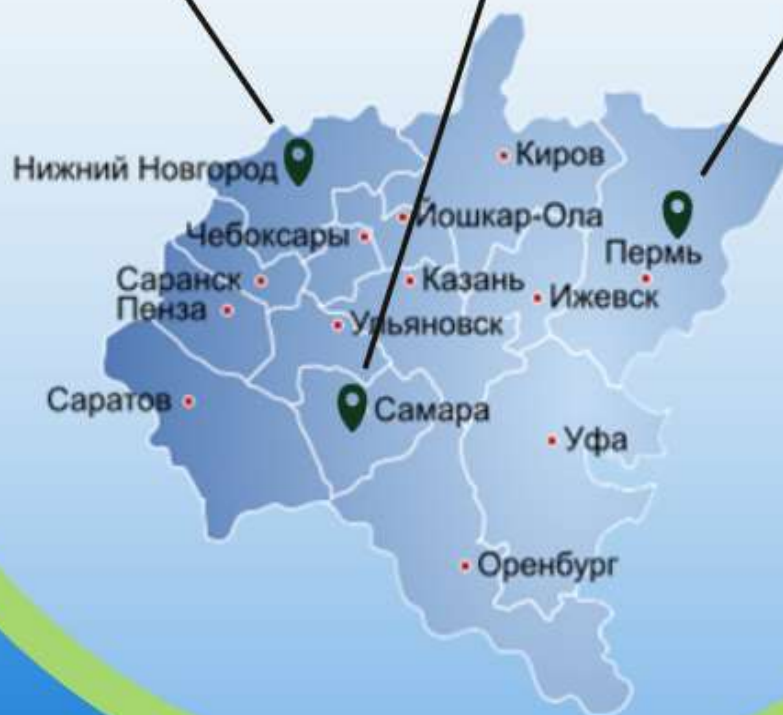 Киров
Нижний Новгород
Йошкар-Ола
Чебоксары
Пермь
Саранск
Казань
Ижевск
Пенза
Ульяновск
Саратов
Самара
Уфа
Оренбург